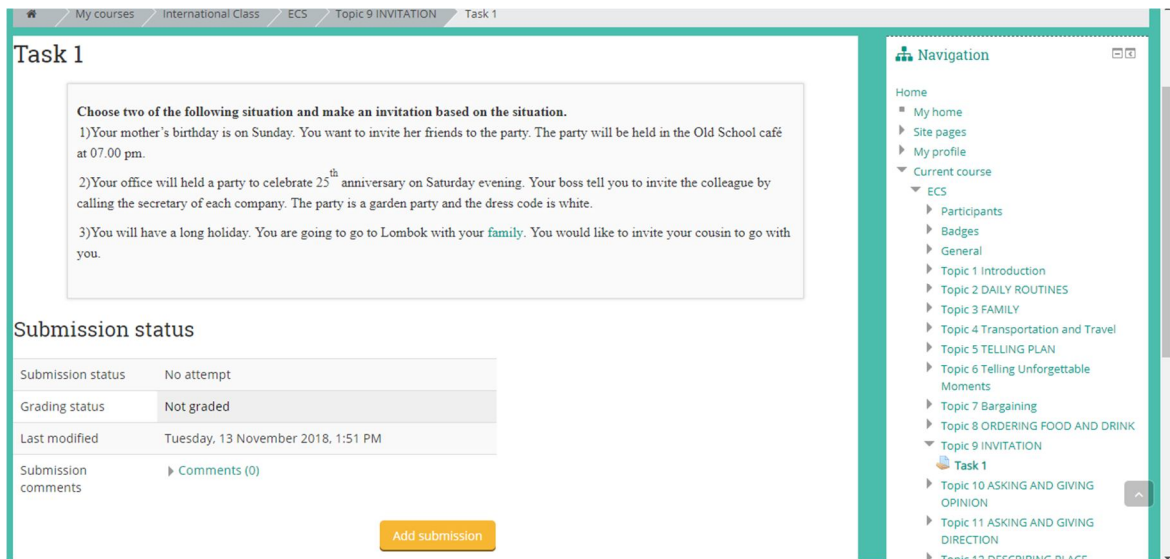 My courses International Class ECS Topic 9 INVITATION Task 1
Task 1
Choose two of the following situation and make an invitation based on the situation.
1)Your mother's birthday is on Sunday. You want to invite her friends to the party. The party will be held in the Old School café
at 07.00 pm.
2)Your office will held a party to celebrate 25th anniversary on Saturday evening. Your boss tell you to invite the colleague by
calling the secretary of each company. The party is a garden party and the dress code is white.
3)You will have a long holiday. You are going to go to Lombok with your family. You would like to invite your cousin to go with
you.
Submission status
Submission status No attempt
Grading status Not graded
Last modified Tuesday, 13 November 2018, 1:51 PM
Submission
comments
Comments (0)
Add submission
Navigation
Home
My home
Site pages
My profile
Current course
ECS
Participants
Badges
General
Topic 1 Introduction
Topic 2 DAILY ROUTINES
Topic 3 FAMILY
Topic 4 Transportation and Travel
Topic 5 TELLING PLAN
Topic 6 Telling Unforgettable
Moments
Topic 7 Bargaining
Topic 8 ORDERING FOOD AND DRINK
Topic 9 INVITATION
Task 1
Topic 10 ASKING AND GIVING
OPINION
Topic 11 ASKING AND GIVING
DIRECTION
Topic 12 DESCRIBING PLACE